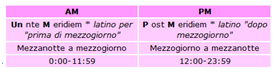 AM PM
Un nte M eridiem * latino per "prima di mezzogiorno" P ost M eridiem * latino "dopo mezzogiorno"
Mezzanotte a mezzogiorno Mezzogiorno a mezzanotte
0:00-11:59 12:00-23:59